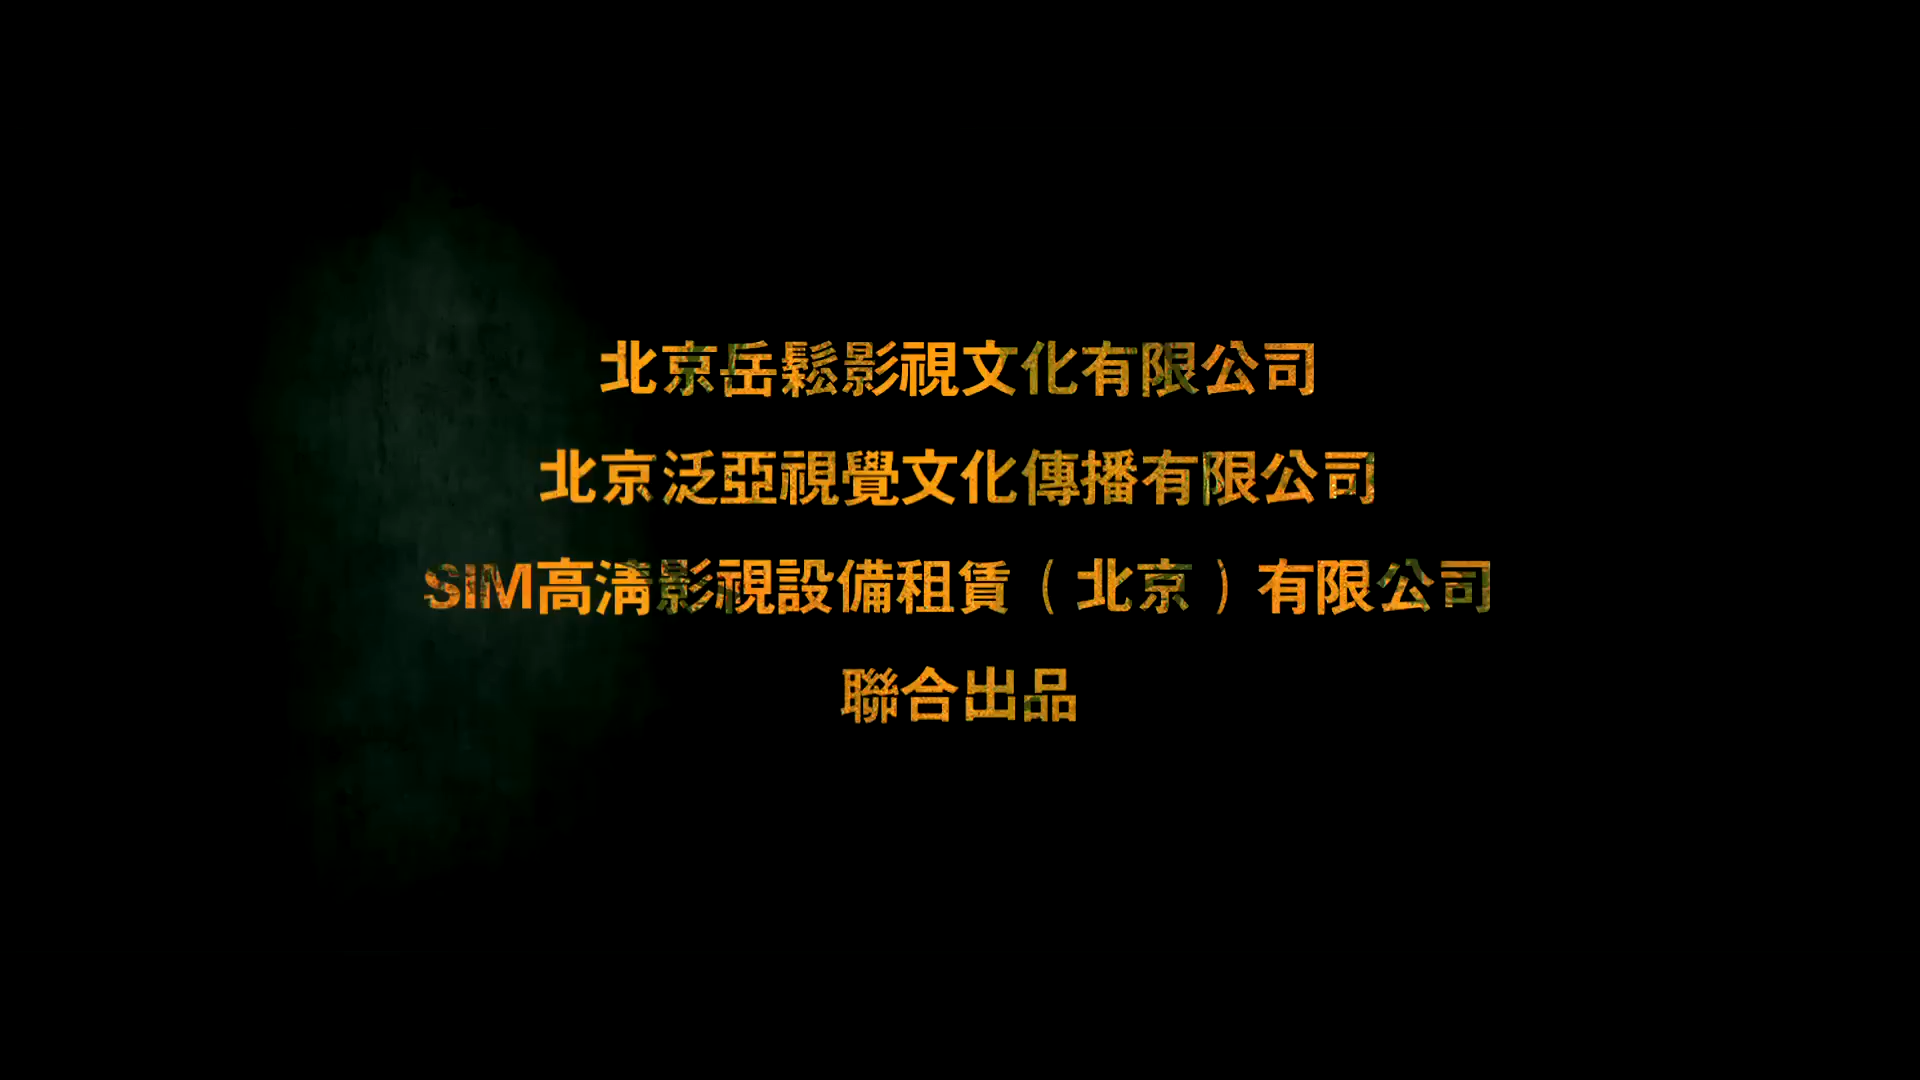 北京岳鬆影視文化有限公司
北京泛亞視覺文化傳播有限公司
SIM高清影視設備租賃（北京）有限公司
聯合出品